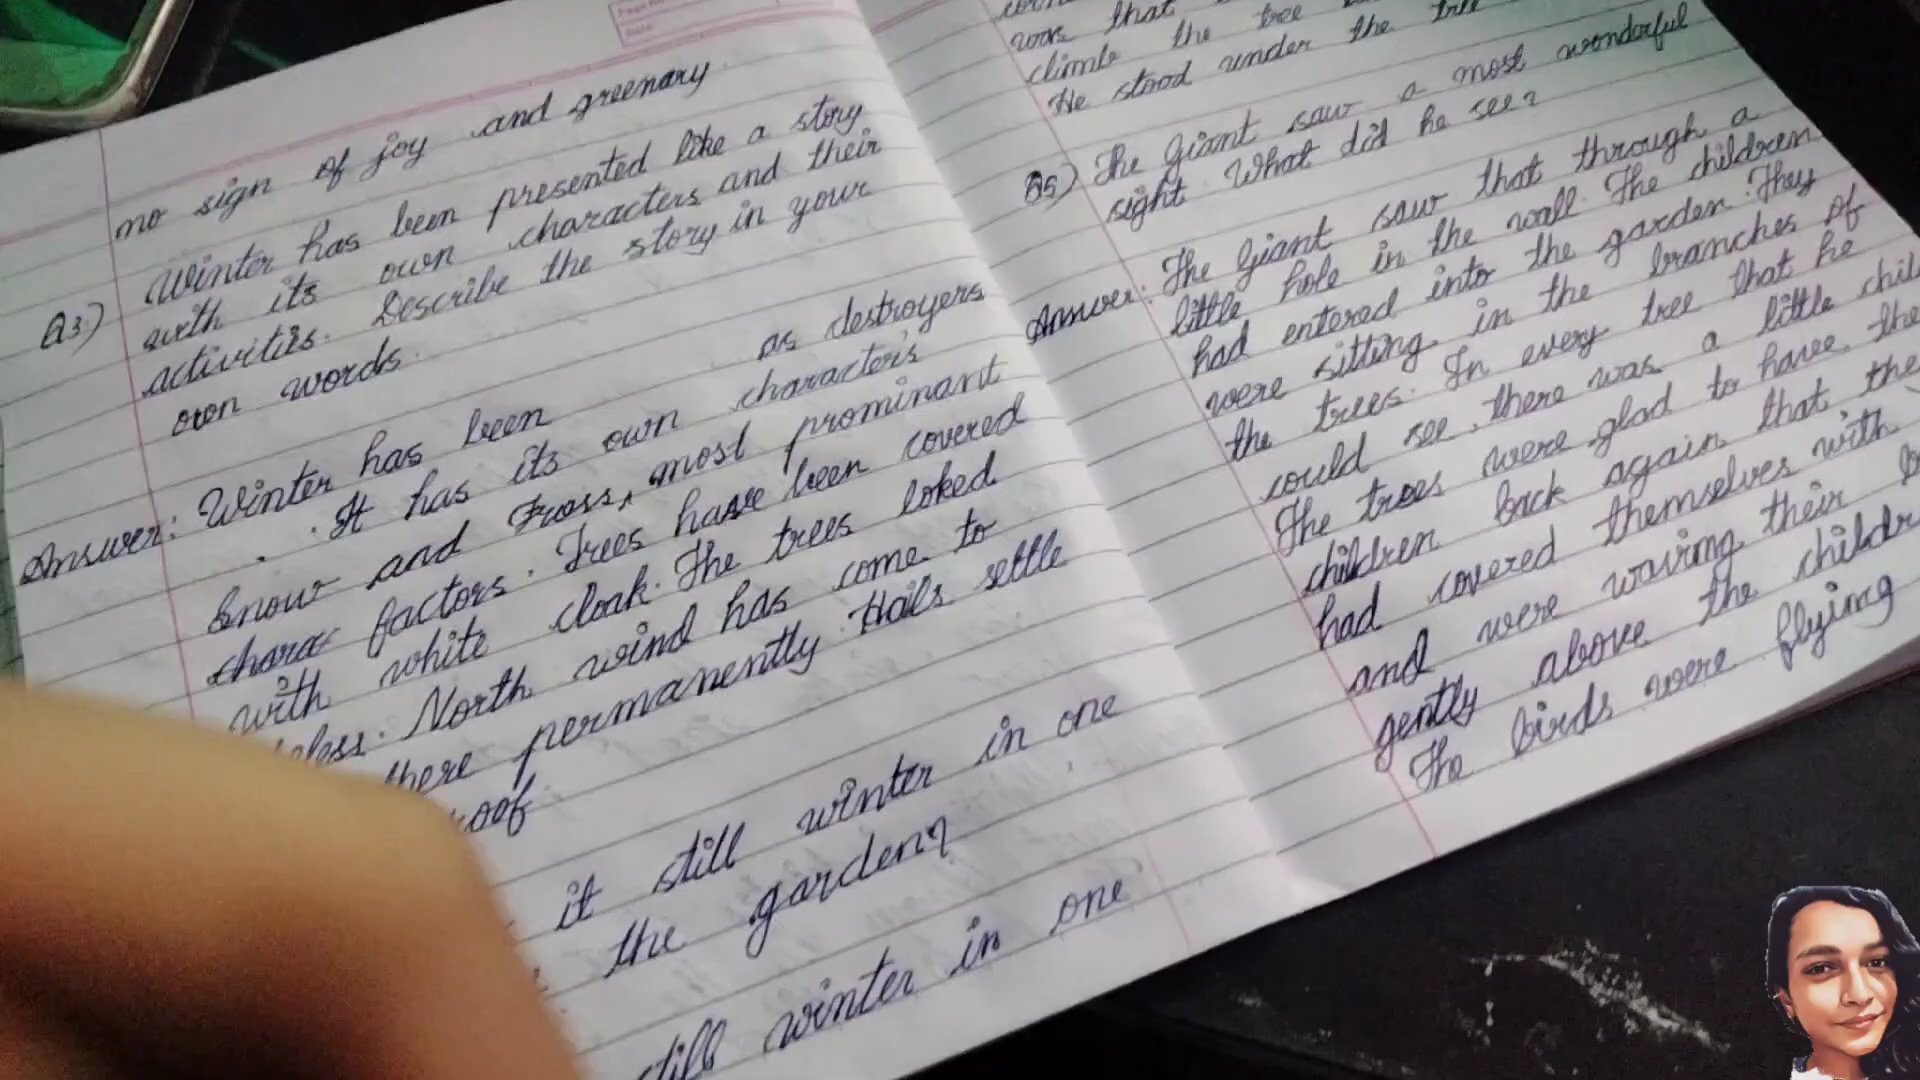 no sign of joy and greenary
Q3.) Winter has been presented like a story
with its own characters and their
activities. Describe the story in your
own words.
Answer: Winter has been as destroyers
. . It has its own characters
Snow and Fross, most prominant
charac factors. Trees have been covered
with white cloak. The trees loked
North wind has come to
there permanently. Hails settle
roof
it still winter in one
the garden?
still winter in one
was that
climb the tree
He stood under the tree
Q5) The Giant saw a most wonderful
sight What did he see?
Answer: The Giant saw that through a
little hole in the wall. The children
had entered into the garden. They
were sitting in the branches of
the trees. In every tree that he
could see, there was a little
The trees were glad to have the
children back again that, the
had covered themselves with
and were waving their
gently above the
The birds were flying